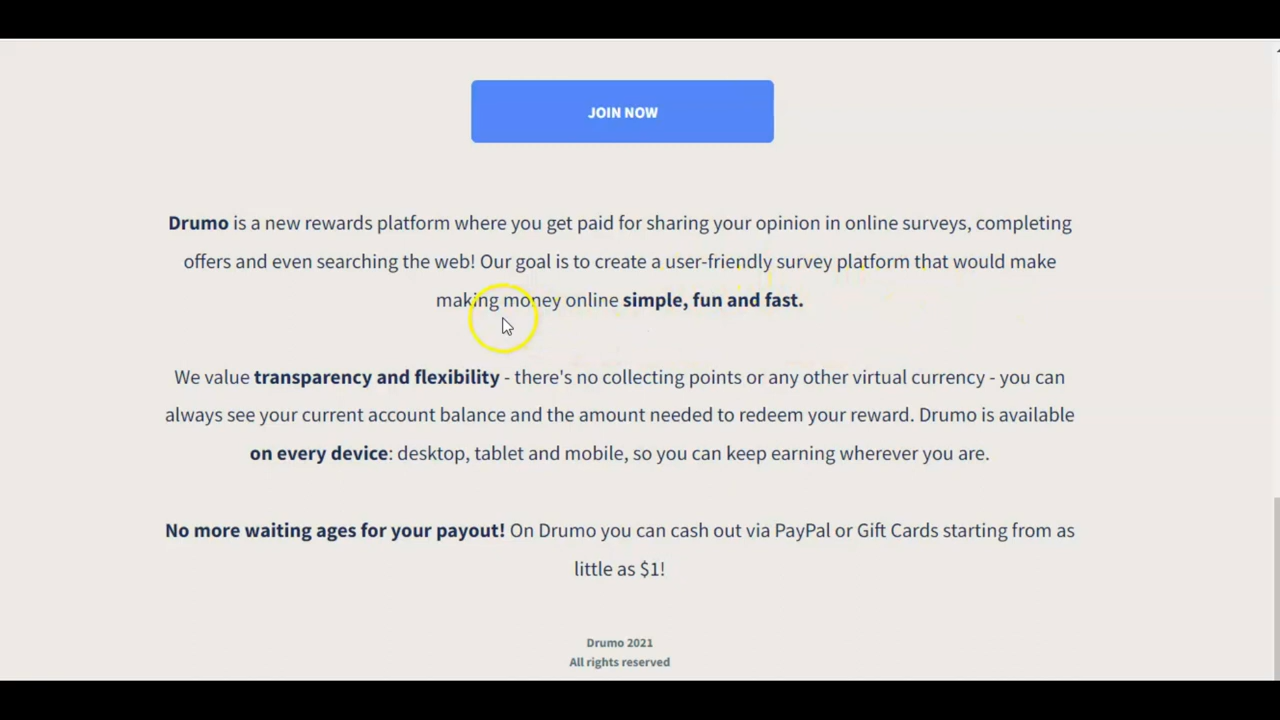 JOIN NOW
Drumo is a new rewards platform where you get paid for sharing your opinion in online surveys, completing
offers and even searching the web! Our goal is to create a user-friendly survey platform that would make
making money online simple, fun and fast.
We value transparency and flexibility - there's no collecting points or any other virtual currency - you can
always see your current account balance and the amount needed to redeem your reward. Drumo is available
on every device: desktop, tablet and mobile, so you can keep earning wherever you are.
No more waiting ages for your payout! On Drumo you can cash out via PayPal or Gift Cards starting from as
little as $1!
Drumo 2021
All rights reserved